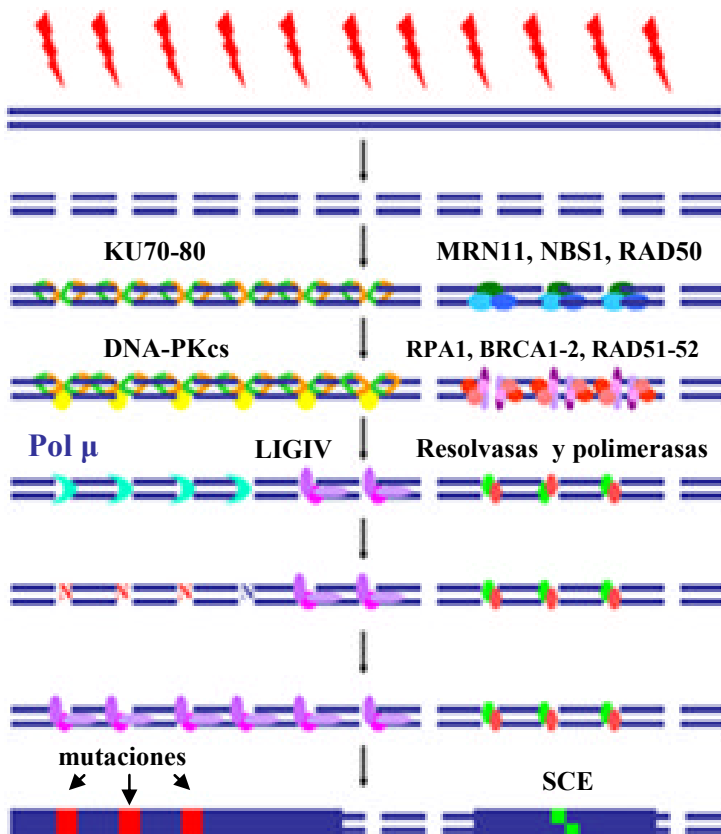 KU70-80
MRN11, NBS1, RAD50
DNA-PKcs
RPA1, BRCA1-2, RAD51-52
Pol μ
LIGIV
Resolvasas y polimerasas
N N N N
mutaciones
SCE